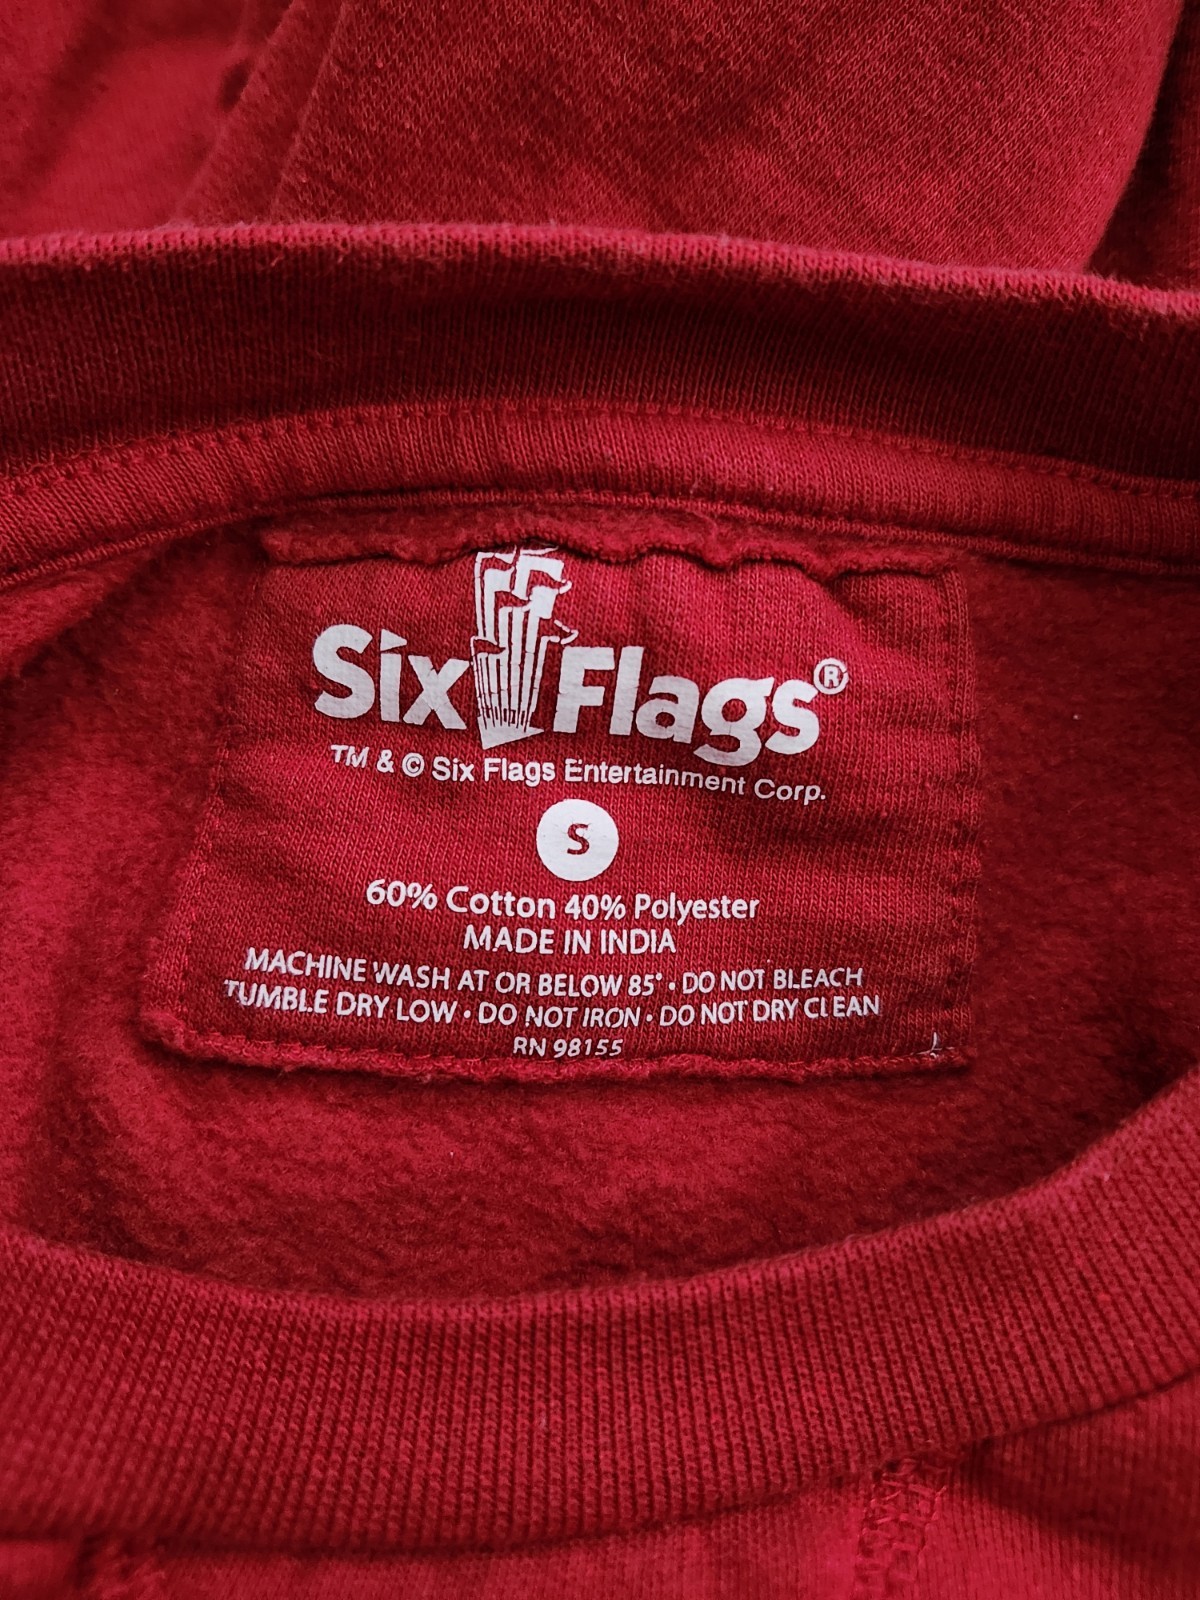 Six Flags®
TM & © Six Flags Entertainment Corp.
S
60% Cotton 40% Polyester
MADE IN INDIA
MACHINE WASH AT OR BELOW 85° • DO NOT BLEACH
TUMBLE DRY LOW • DO NOT IRON • DO NOT DRY CLEAN
RN 98155